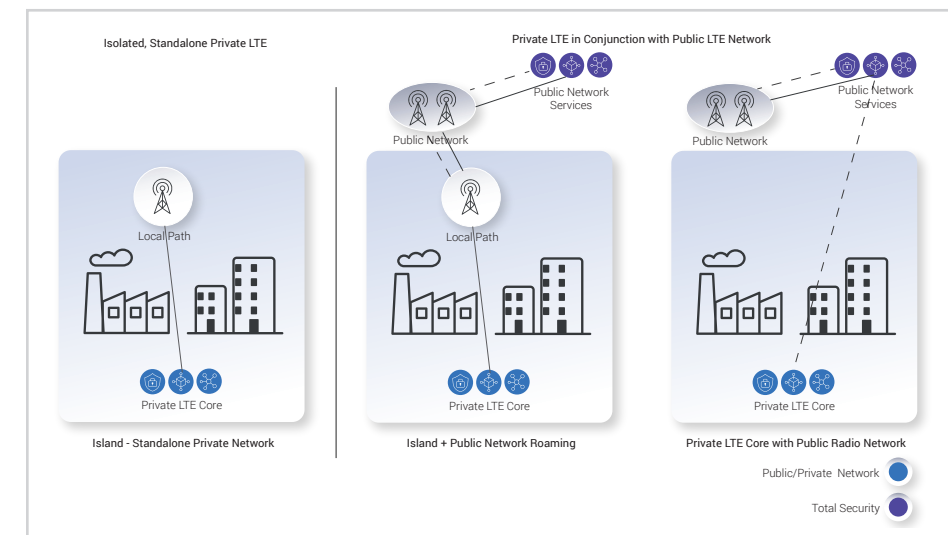 Isolated, Standalone Private LTE
Private LTE in Conjunction with Public LTE Network
Public Network
Services
Public Network
Local Path
Private LTE Core
Island - Standalone Private Network
Local Path
Private LTE Core
Island + Public Network Roaming
Public Network
Services
Public Network
Private LTE Core
Private LTE Core with Public Radio Network
Public/Private Network
Total Security